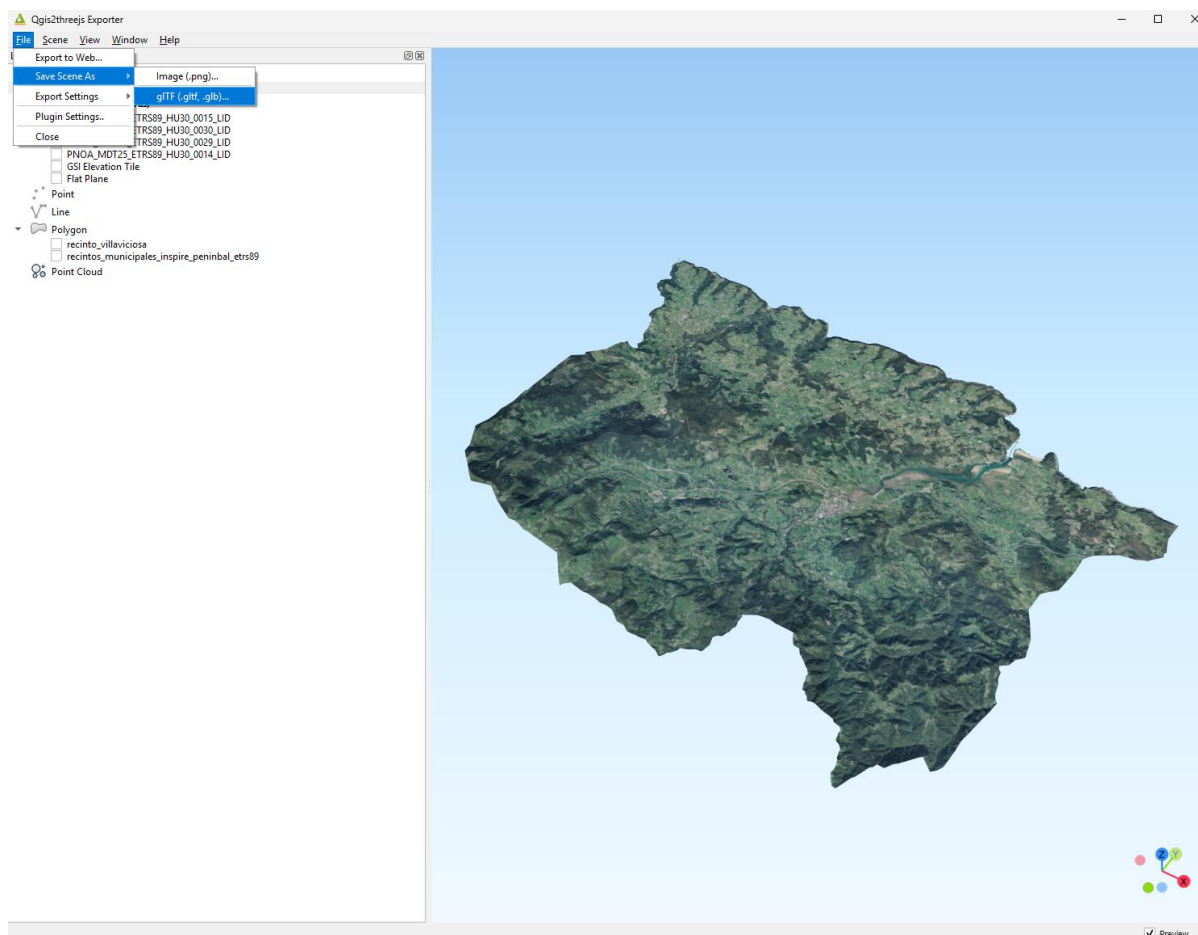 Qgis2threejs Exporter
File Scene View Window Help
Export to Web...
Save Scene As
Image (.png)...
Export Settings
glTF (.gltf, .glb)...
Plugin Settings..
Close
ETRS89_HU30_0015_LID
ETRS89_HU30_0030_LID
ETRS89_HU30_0029_LID
PNOA_MDT25_ETRS89_HU30_0014_LID
GSI Elevation Tile
Flat Plane
Point
Line
Polygon
recinto_villaviciosa
recintos_municipales_inspire_peninbal_etrs89
Point Cloud
Z Y
X
Preview